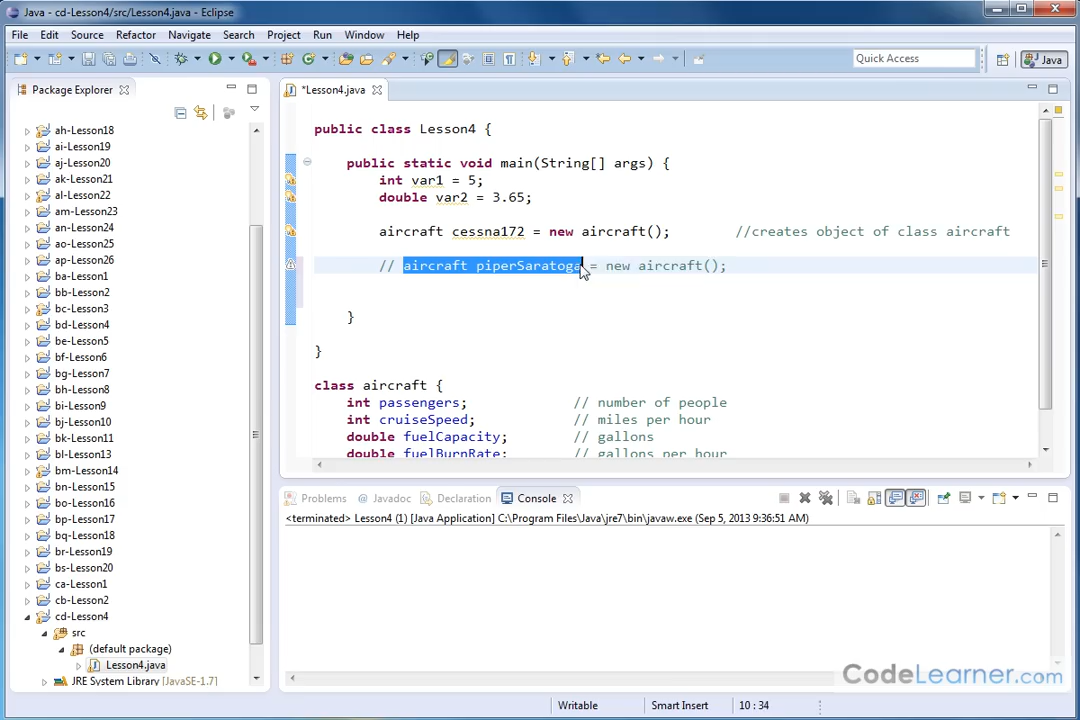 Java - cd-Lesson4/src/Lesson4.java - Eclipse
File Edit Source Refactor Navigate Search Project Run Window Help
Quick Access Java
Package Explorer
*Lesson4.java
ah-Lesson18
ai-Lesson19
aj-Lesson20
ak-Lesson21
al-Lesson22
am-Lesson23
an-Lesson24
ao-Lesson25
ap-Lesson26
ba-Lesson1
bb-Lesson2
bc-Lesson3
bd-Lesson4
be-Lesson5
bf-Lesson6
bg-Lesson7
bh-Lesson8
bi-Lesson9
bj-Lesson10
bk-Lesson11
bl-Lesson13
bm-Lesson14
bn-Lesson15
bo-Lesson16
bp-Lesson17
bq-Lesson18
br-Lesson19
bs-Lesson20
ca-Lesson1
cb-Lesson2
cd-Lesson4
src
(default package)
Lesson4.java
JRE System Library [JavaSE-1.7]
public class Lesson4 {
public static void main(String[] args) {
int var1 = 5;
double var2 = 3.65;
aircraft cessna172 = new aircraft(); //creates object of class aircraft
// aircraft piperSaratoga = new aircraft();
}
}
class aircraft {
int passengers; // number of people
int cruiseSpeed; // miles per hour
double fuelCapacity; // gallons
double fuelBurnRate; // gallons per hour
Problems @ Javadoc Declaration Console
<terminated> Lesson4 (1) [Java Application] C:\Program Files\Java\jre7\bin\javaw.exe (Sep 5, 2013 9:36:51 AM)
CodeLearner.com
Writable Smart Insert 10 : 34